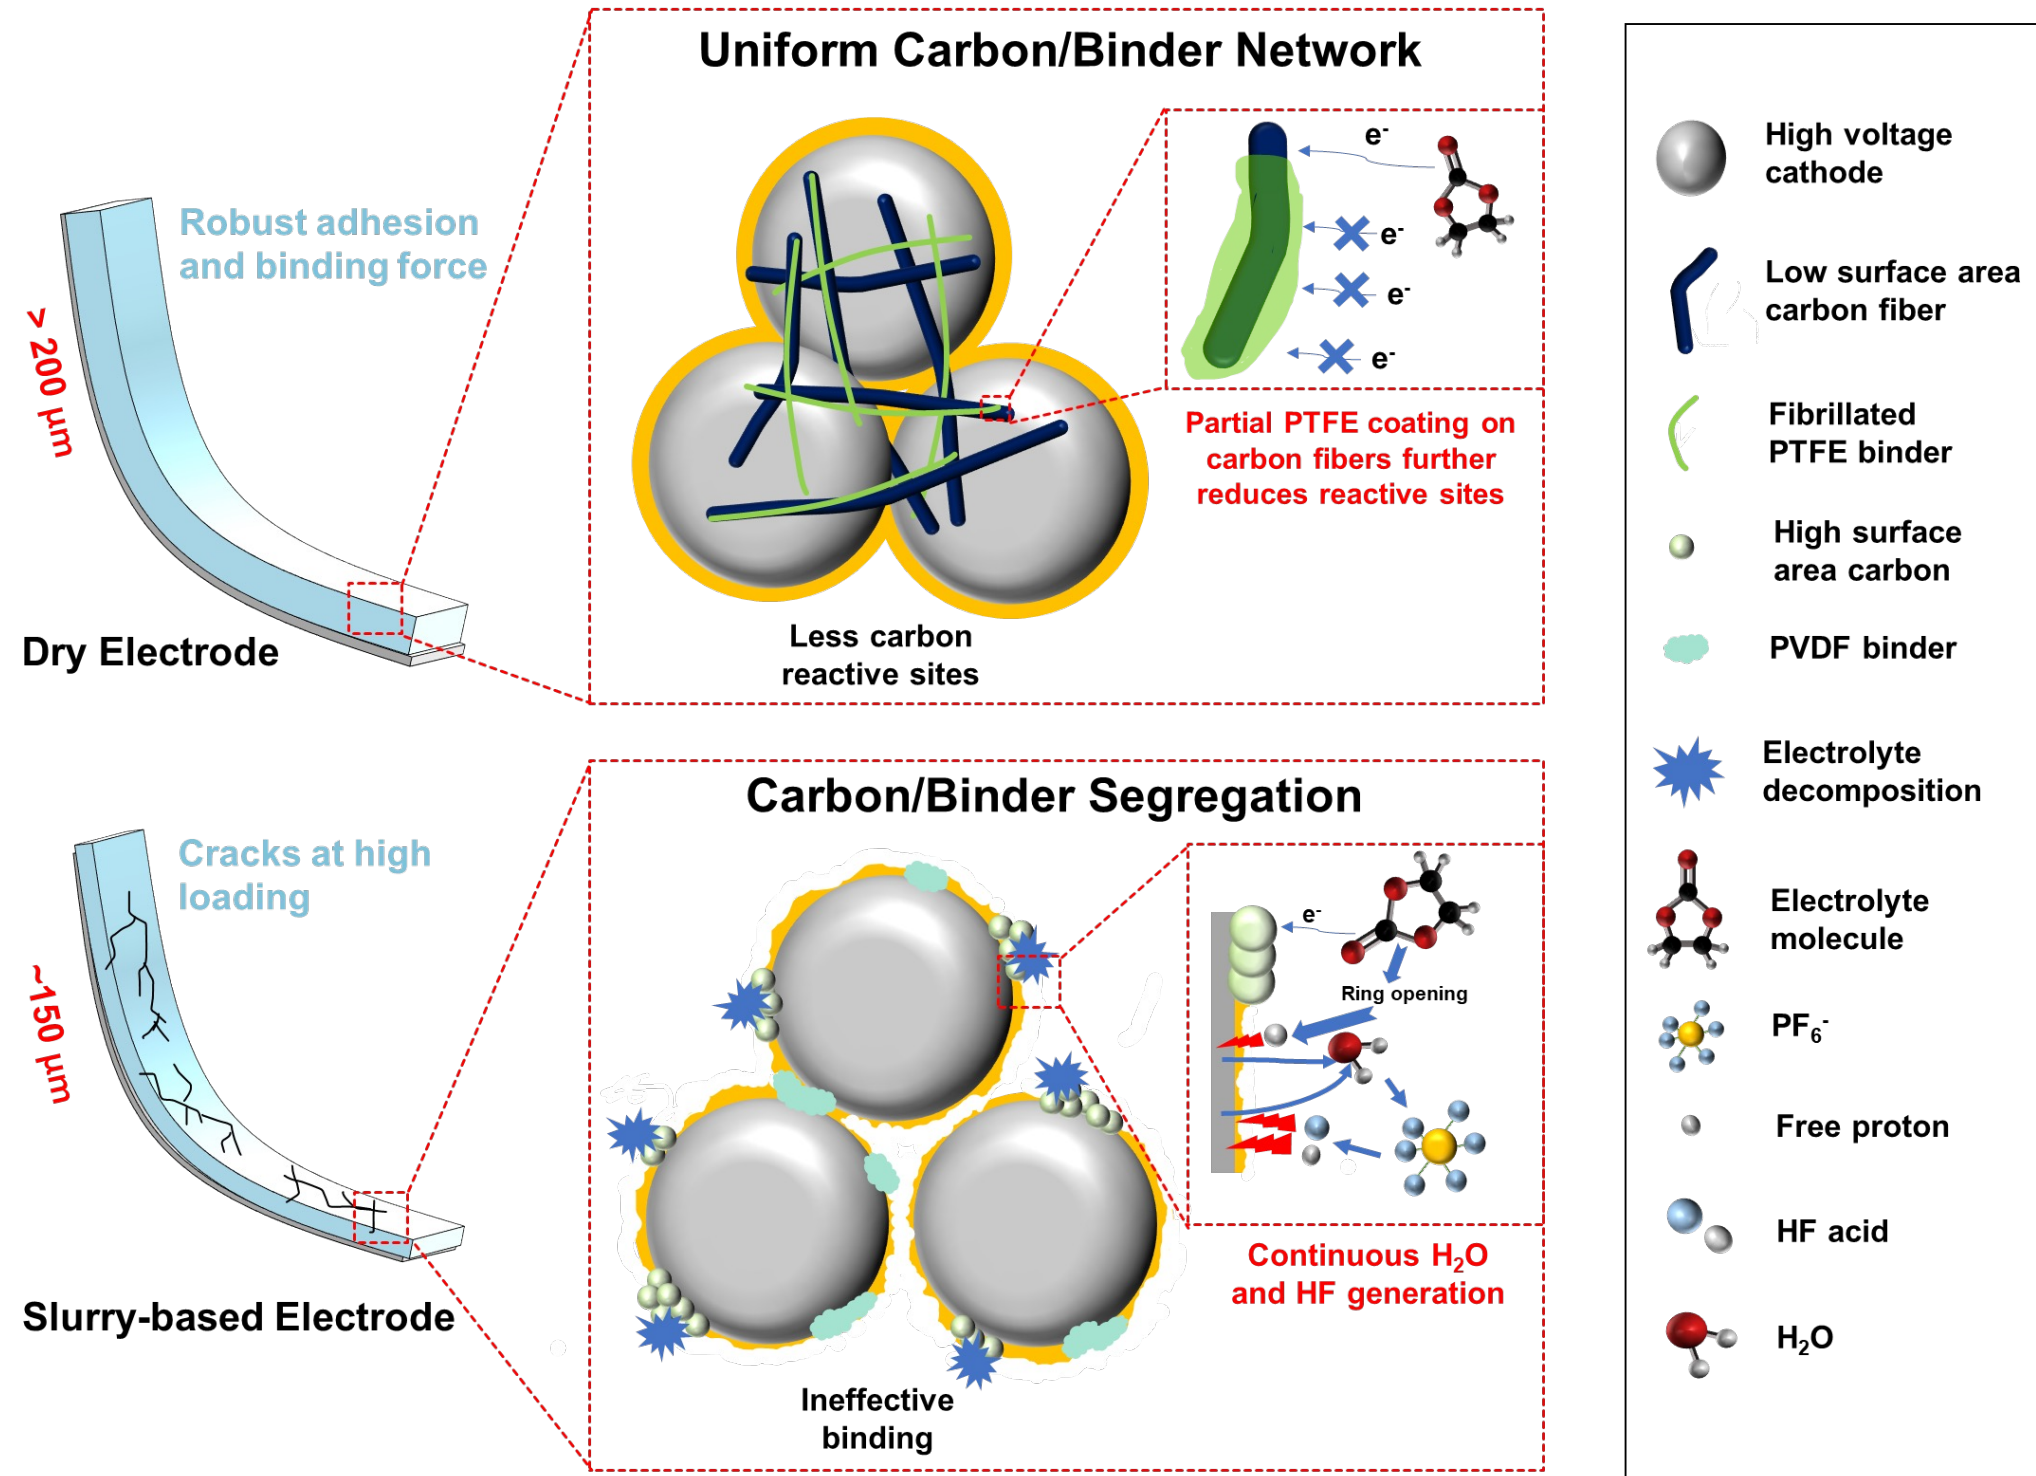 Uniform Carbon/Binder Network
Robust adhesion
and binding force
> 200 μm
Dry Electrode
e-
e-
e-
e-
Partial PTFE coating on
carbon fibers further
reduces reactive sites
Less carbon
reactive sites
Carbon/Binder Segregation
Cracks at high
loading
~150 μm
Slurry-based Electrode
e-
Ring opening
Continuous H2O
and HF generation
Ineffective
binding
High voltage
cathode
Low surface area
carbon fiber
Fibrillated
PTFE binder
High surface
area carbon
PVDF binder
Electrolyte
decomposition
Electrolyte
molecule
PF6-
Free proton
HF acid
H2O